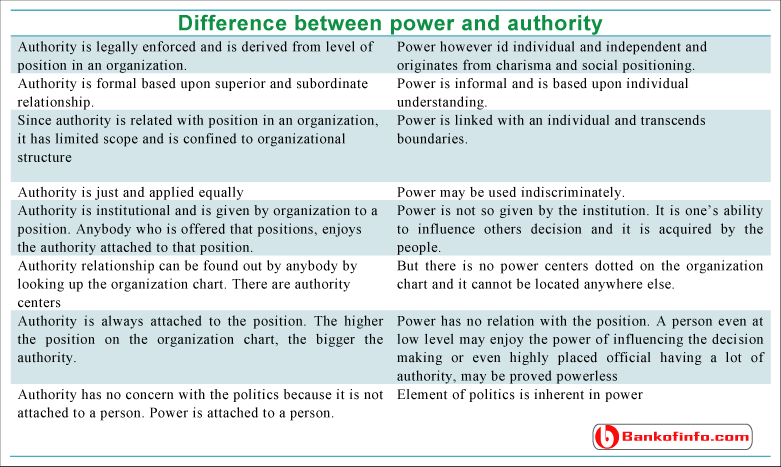 Difference between power and authority
Authority is legally enforced and is derived from level of
position in an organization.
Power however id individual and independent and
originates from charisma and social positioning.
Authority is formal based upon superior and subordinate
relationship.
Power is informal and is based upon individual
understanding.
Since authority is related with position in an organization,
it has limited scope and is confined to organizational
structure
Power is linked with an individual and transcends
boundaries.
Authority is just and applied equally
Power may be used indiscriminately.
Authority is institutional and is given by organization to a
position. Anybody who is offered that positions, enjoys
the authority attached to that position.
Power is not so given by the institution. It is one's ability
to influence others decision and it is acquired by the
people.
Authority relationship can be found out by anybody by
looking up the organization chart. There are authority
centers
But there is no power centers dotted on the organization
chart and it cannot be located anywhere else.
Authority is always attached to the position. The higher
the position on the organization chart, the bigger the
authority.
Power has no relation with the position. A person even at
low level may enjoy the power of influencing the decision
making or even highly placed official having a lot of
authority, may be proved powerless
Authority has no concern with the politics because it is not
attached to a person. Power is attached to a person.
Element of politics is inherent in power
Bankofinfo.com